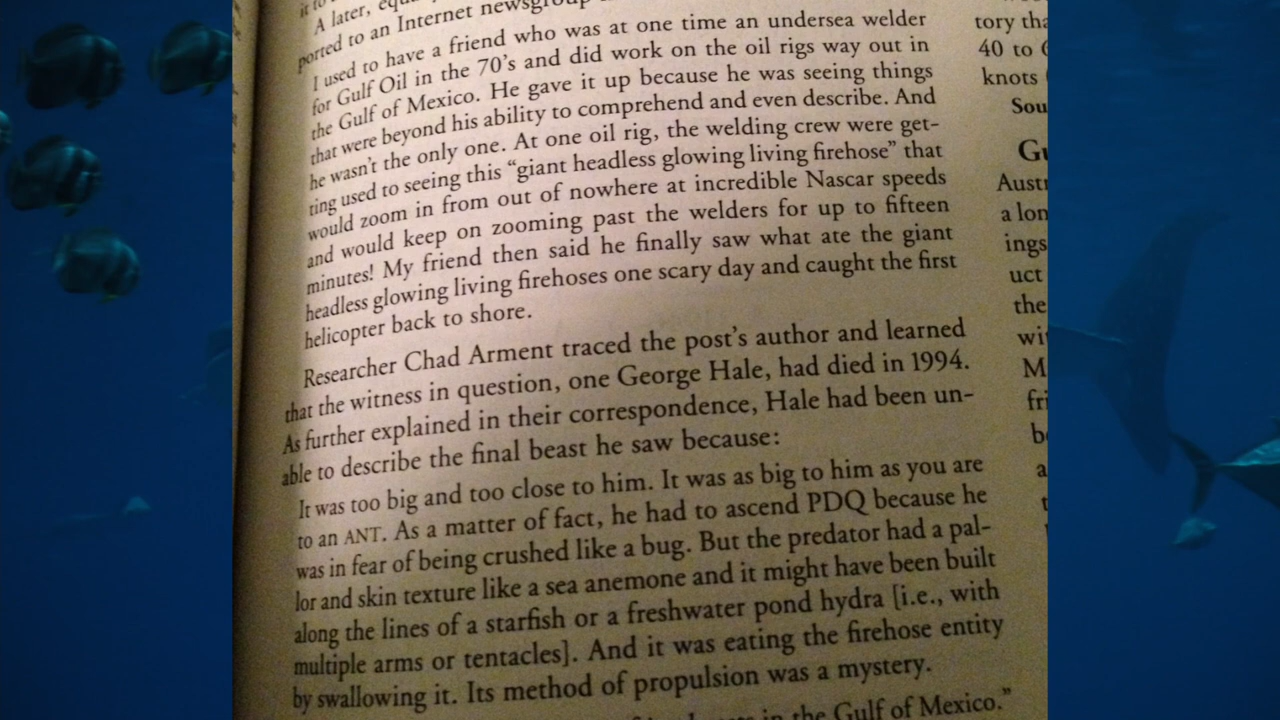 it to
A later,
ported to an Internet newsgroup
I used to have a friend who was at one time an undersea welder
for Gulf Oil in the 70's and did work on the oil rigs way out in
the Gulf of Mexico. He gave it up because he was seeing things
that were beyond his ability to comprehend and even describe. And
he wasn't the only one. At one oil rig, the welding crew were get-
ting used to seeing this "giant headless glowing living firehose" that
would zoom in from out of nowhere at incredible Nascar speeds
and would keep on zooming past the welders for up to fifteen
minutes! My friend then said he finally saw what ate the giant
headless glowing living firehoses one scary day and caught the first
helicopter back to shore.
Researcher Chad Arment traced the post's author and learned
that the witness in question, one George Hale, had died in 1994.
As further explained in their correspondence, Hale had been un-
able to describe the final beast he saw because:
It was too big and too close to him. It was as big to him as you are
to an ANT. As a matter of fact, he had to ascend PDQ because he
was in fear of being crushed like a bug. But the predator had a pal-
lor and skin texture like a sea anemone and it might have been built
along the lines of a starfish or a freshwater pond hydra [i.e., with
multiple arms or tentacles]. And it was eating the firehose entity
by swallowing it. Its method of propulsion was a mystery.
in the Gulf of Mexico."
tory tha
40 to
knots
Sou
Gu
Austr
a lon
ings
uct
the
wit
M
fri
be
a
t